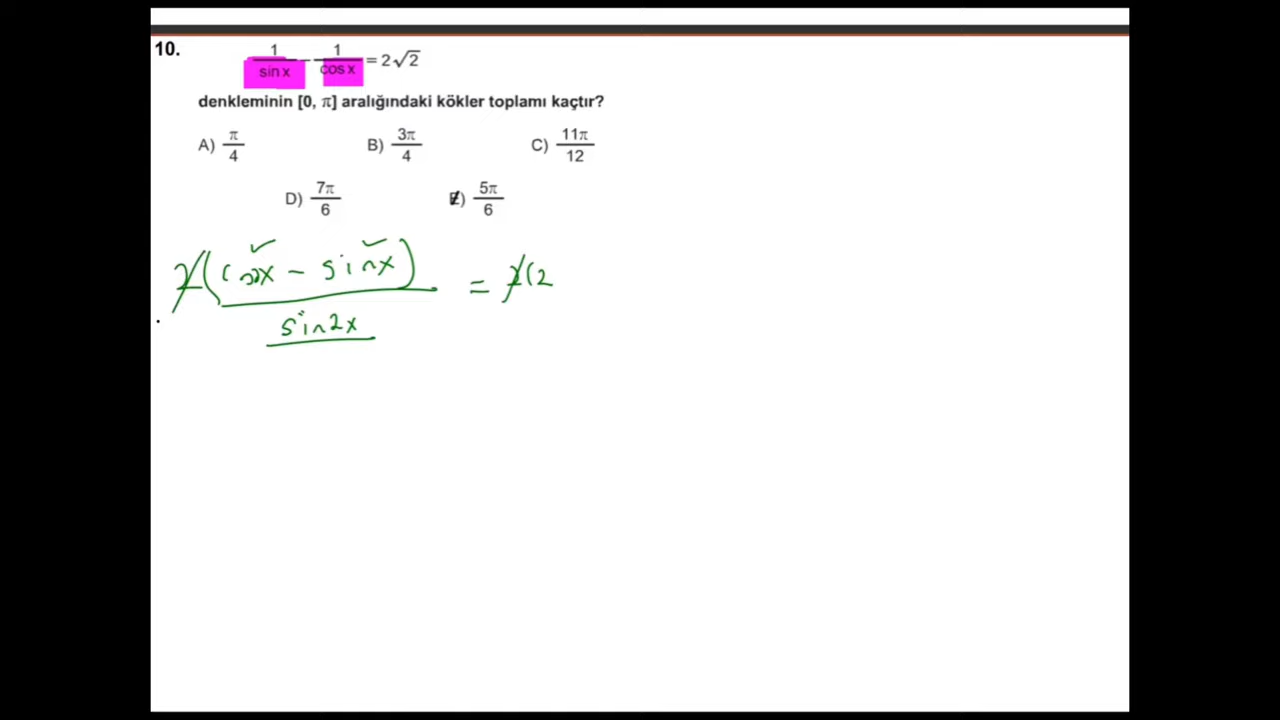 10.
1/sin x − 1/cos x = 2√2
denkleminin [0, π] aralığındaki kökler toplamı kaçtır?
A) π/4 B) 3π/4 C) 11π/12
D) 7π/6 E) 5π/6
2(cosx − sinx)/sin2x = 2√2